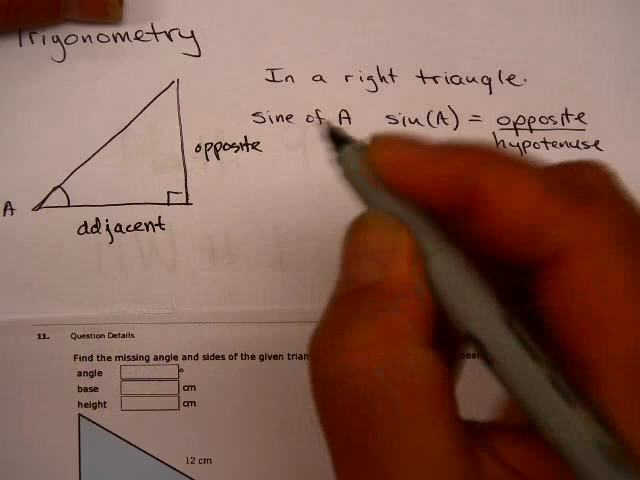 Trigonometry
In a right triangle.
sine of A sin(A) = opposite
hypotenuse
opposite
A
adjacent
11. Question Details
Find the missing angle and sides of the given
angle °
base cm
height cm
12 cm